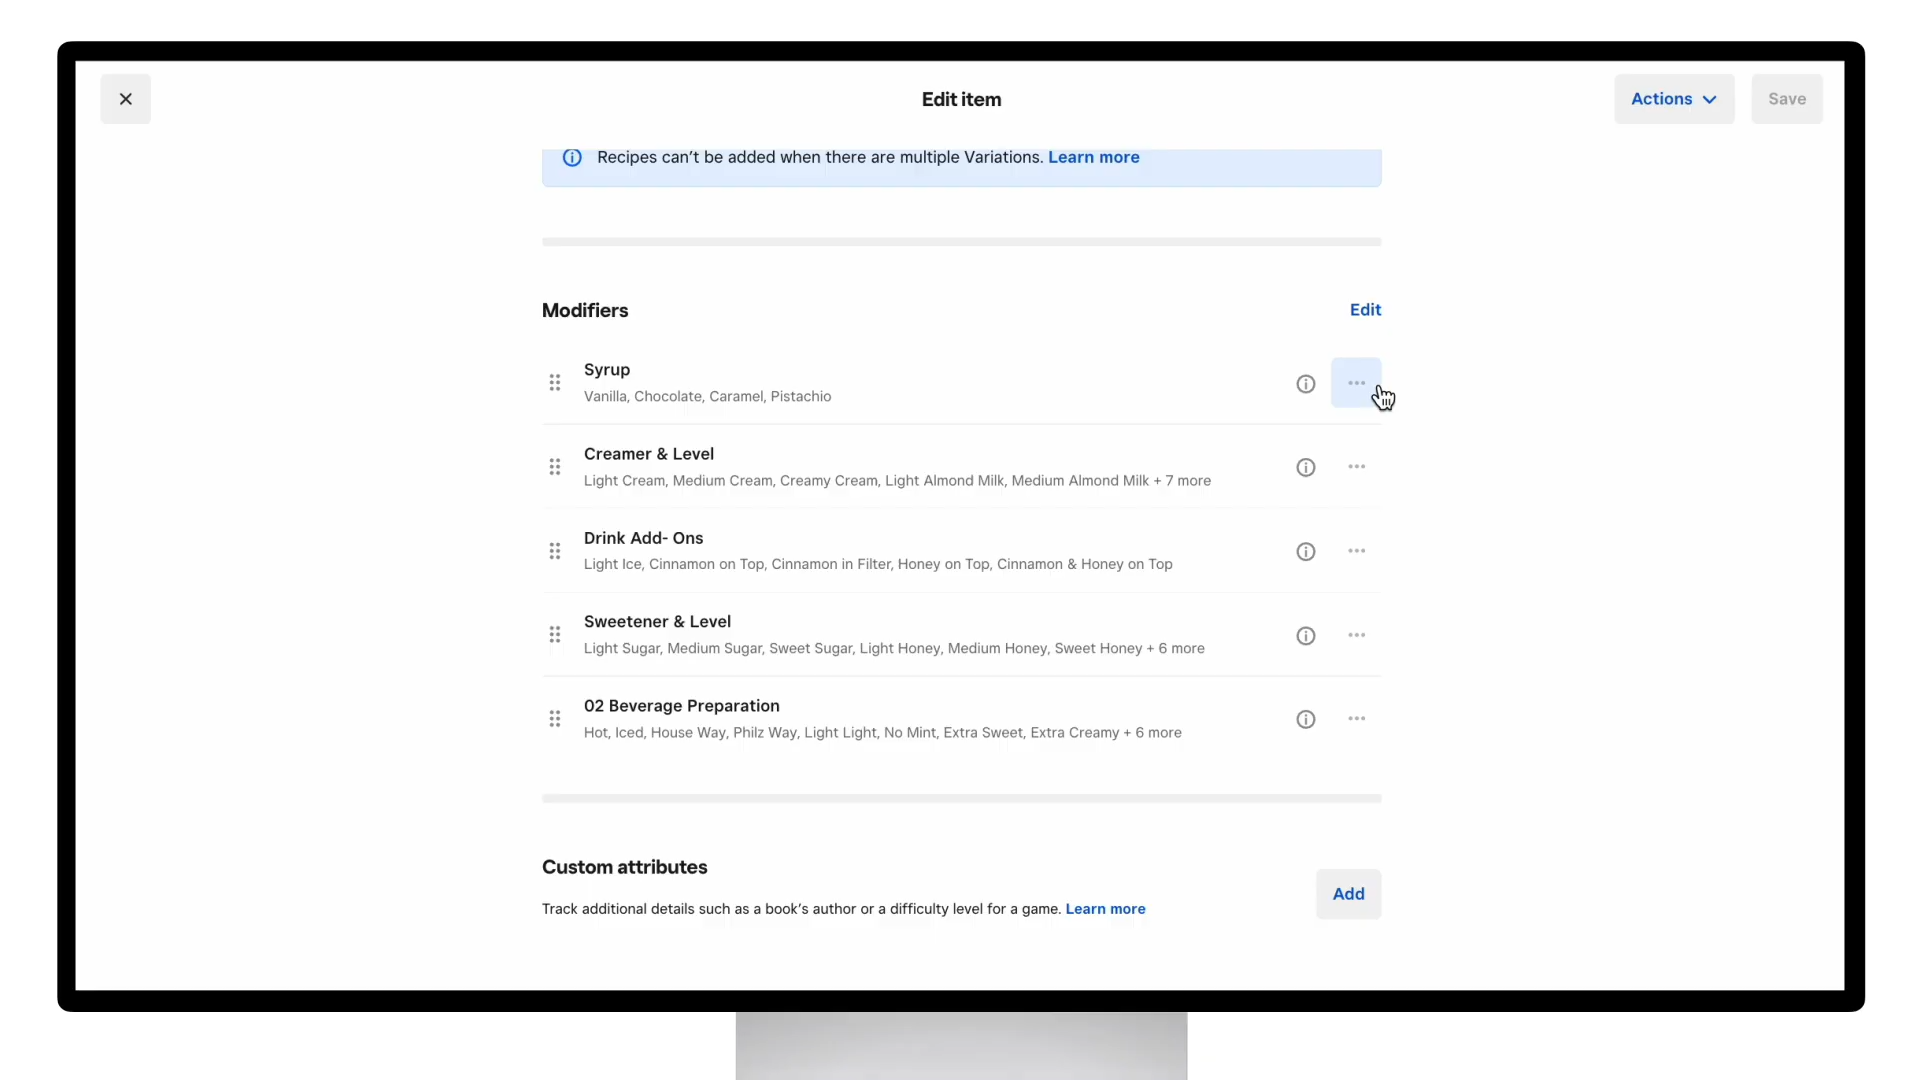 Edit item
Actions
Save
Recipes can't be added when there are multiple Variations. Learn more
Modifiers
Edit
Syrup
Vanilla, Chocolate, Caramel, Pistachio
Creamer & Level
Light Cream, Medium Cream, Creamy Cream, Light Almond Milk, Medium Almond Milk + 7 more
Drink Add- Ons
Light Ice, Cinnamon on Top, Cinnamon in Filter, Honey on Top, Cinnamon & Honey on Top
Sweetener & Level
Light Sugar, Medium Sugar, Sweet Sugar, Light Honey, Medium Honey, Sweet Honey + 6 more
02 Beverage Preparation
Hot, Iced, House Way, Philz Way, Light Light, No Mint, Extra Sweet, Extra Creamy + 6 more
Custom attributes
Add
Track additional details such as a book's author or a difficulty level for a game. Learn more